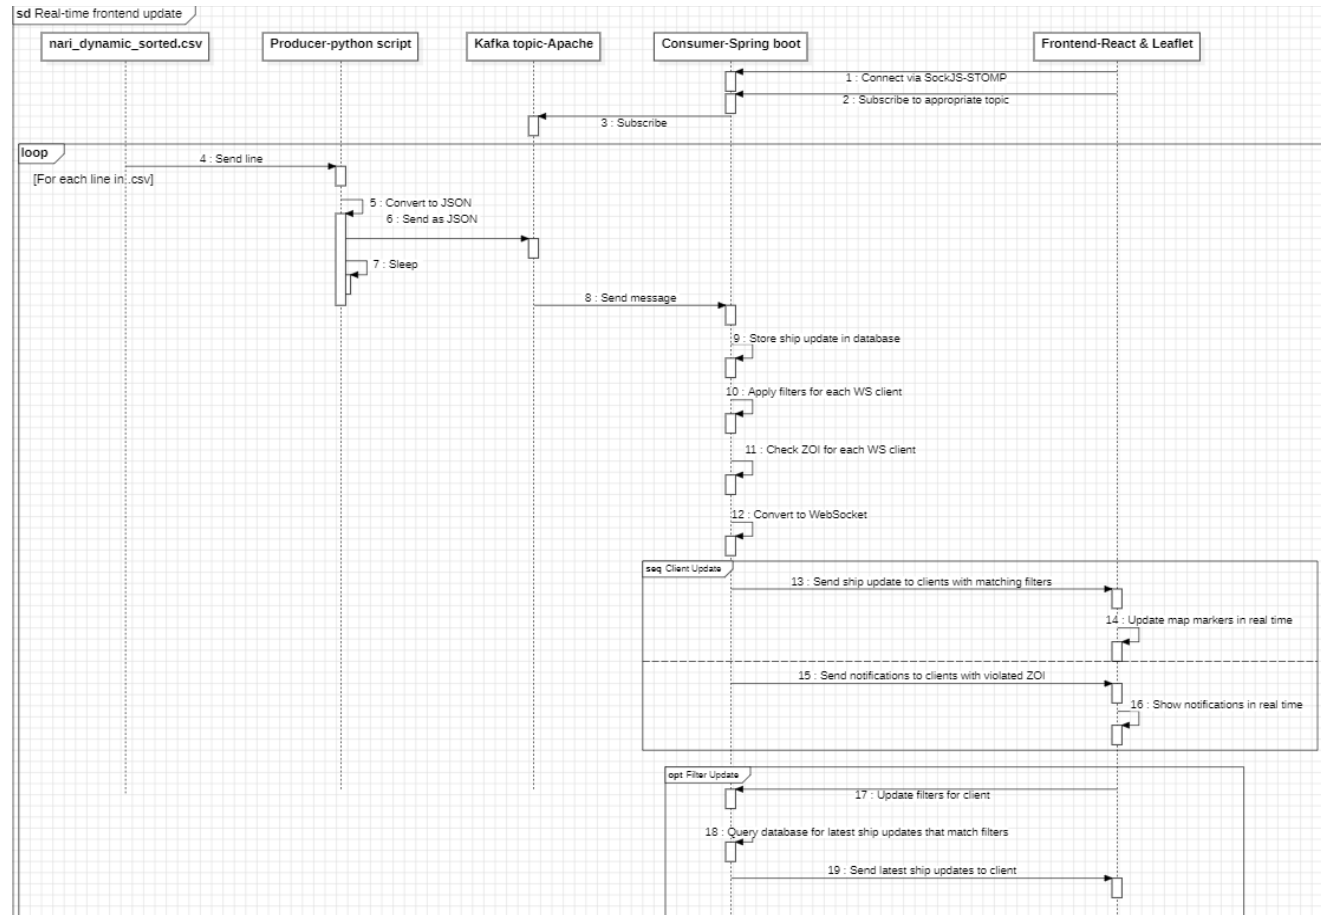 sd Real-time frontend update
nari_dynamic_sorted.csv
Producer-python script
Kafka topic-Apache
Consumer-Spring boot
Frontend-React & Leaflet
1 : Connect via SockJS-STOMP
2 : Subscribe to appropriate topic
3 : Subscribe
loop
4 : Send line
[For each line in .csv]
5 : Convert to JSON
6 : Send as JSON
7 : Sleep
8 : Send message
9 : Store ship update in database
10 : Apply filters for each WS client
11 : Check ZOI for each WS client
12 : Convert to WebSocket
seq Client Update
13 : Send ship update to clients with matching filters
14 : Update map markers in real time
15 : Send notifications to clients with violated ZOI
16 : Show notifications in real time
opt Filter Update
17 : Update filters for client
18 : Query database for latest ship updates that match filters
19 : Send latest ship updates to client